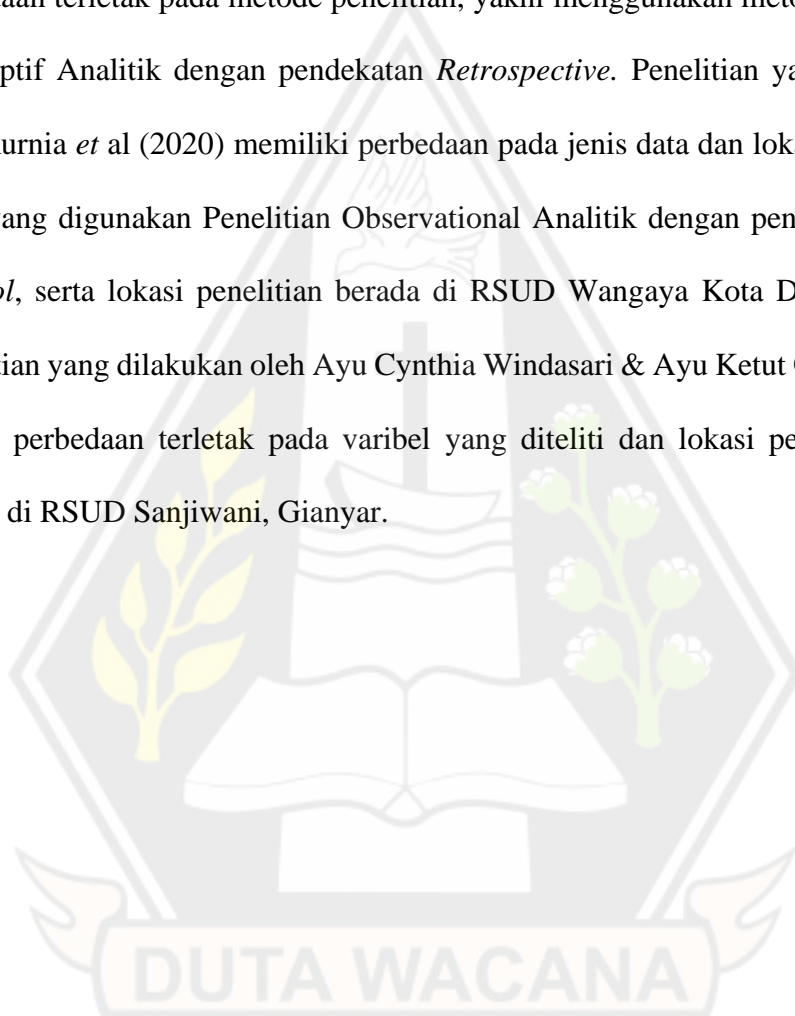 aan terletak pada metode penelitian, yakni menggunakan meto
ptif Analitik dengan pendekatan Retrospective. Penelitian ya
urnia et al (2020) memiliki perbedaan pada jenis data dan loka
yang digunakan Penelitian Observational Analitik dengan pen
ol, serta lokasi penelitian berada di RSUD Wangaya Kota D
tian yang dilakukan oleh Ayu Cynthia Windasari & Ayu Ketut
perbedaan terletak pada varibel yang diteliti dan lokasi pe
di RSUD Sanjiwani, Gianyar.
DUTA WACANA